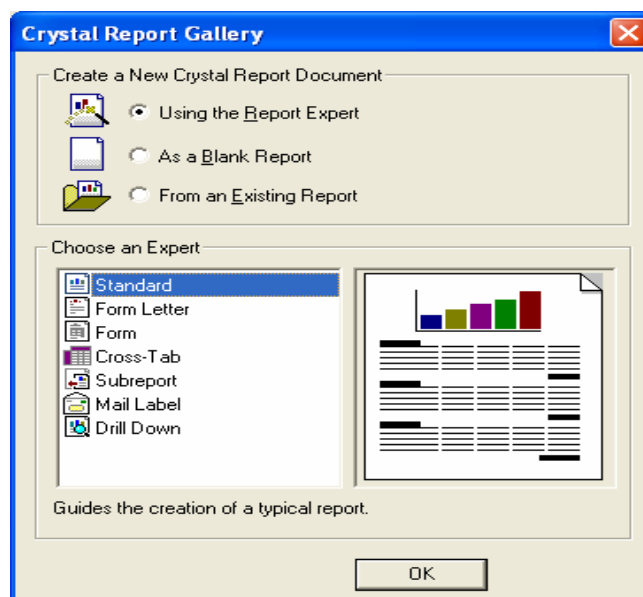 Crystal Report Gallery
Create a New Crystal Report Document
Using the Report Expert
As a Blank Report
From an Existing Report
Choose an Expert
Standard
Form Letter
Form
Cross-Tab
Subreport
Mail Label
Drill Down
Guides the creation of a typical report.
OK